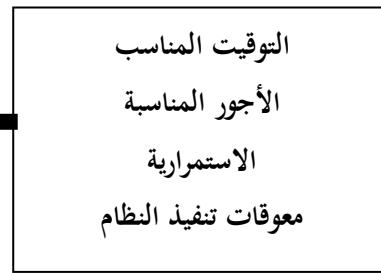 التوقيت المناسب
الأجور المناسبة
الاستمرارية
معوقات تنفيذ النظام